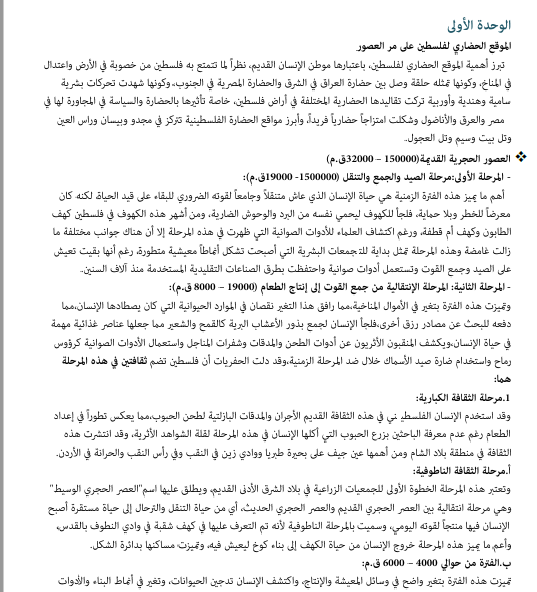 الوحدة الأولى
الموقع الحضاري لفلسطين على مر العصور
تبرز أهمية الموقع الحضاري لفلسطين، باعتبارها موطن الإنسان القديم، نظراً لما تتمتع به فلسطين من خصوبة في الأرض واعتدال
في المناخ، وكونها تمثله حلقة وصل بين حضارة العراق في الشرق والحضارة المصرية في الجنوب، وكونها شهدت تحركات بشرية
سامية وهندية وأوربية تركت تقاليدها الحضارية المختلفة في أراض فلسطين، خاصة تأثيرها بالحضارة والسياسة في المجاورة لها في
مصر والعراق والأناضول وشكلت امتزاجاً حضارياً فريداً، وأبرز مواقع الحضارة الفلسطينية تتركز في مجدو وبيسان وراس العين
وتل بيت وسيم وتل العجول.
❖ العصور الحجرية القديمة(150000 – 32000ق.م)
- المرحلة الأولى:مرحلة الصيد والجمع والتنقل (1500000- 19000ق.م):
أهم ما يميز هذه الفترة الزمنية هي حياة الإنسان الذي عاش متنقلاً وجامعاً لقوته الضروري للبقاء على قيد الحياة، لكنه كان
معرضاً للخطر وبلا حماية، فلجأ للكهوف ليحمي نفسه من البرد والوحوش الضارية، ومن أشهر هذه الكهوف في فلسطين كهف
الطابون وكهف أم قطفة، ورغم اكتشاف العلماء للأدوات الصوانية التي ظهرت في هذه المرحلة إلا أن هناك جوانب مختلفة ما
زالت غامضة وهذه المرحلة تمثل بداية للتجمعات البشرية التي أصبحت تشكل أنماطاً معيشية متطورة، رغم أنها بقيت تعيش
على الصيد وجمع القوت وتستعمل أدوات صوانية واحتفظت بطرق الصناعات التقليدية المستخدمة منذ آلاف السنين.
- المرحلة الثانية: المرحلة الإنتقالية من جمع القوت إلى إنتاج الطعام (19000 – 8000 ق.م):
وتميزت هذه الفترة بتغير في الأموال المناخية،مما رافق هذا التغير نقصان في الموارد الحيوانية التي كان يصطادها الإنسان،مما
دفعه للبحث عن مصادر رزق أخرى،فلجأ الإنسان لجمع بذور الأعشاب البرية كالقمح والشعير مما جعلها عناصر غذائية مهمة
في حياة الإنسان،ويكشف المنقبون الأثريون عن أدوات الطحن والمدقات وشفرات المناجل واستعمال الأدوات الصوانية كرؤوس
رماح واستخدام ضارة صيد الأسماك خلال ضد المرحلة الزمنية،وقد دلت الحفريات أن فلسطين تضم ثقافتين في هذه المرحلة
هما:
1.مرحلة الثقافة الكبارية:
وقد استخدم الإنسان الفلسطيني في هذه الثقافة القديم الأجران والمدقات البازلتية لطحن الحبوب،مما يعكس تطوراً في إعداد
الطعام رغم عدم معرفة الباحثين بزرع الحبوب التي أكلها الإنسان في هذه المرحلة لقلة الشواهد الأثرية، وقد انتشرت هذه
الثقافة في منطقة بلاد الشام ومن أهمها عين جيف على بحيرة طبريا ووادي زين في النقب وفي رأس النقب والحرانة في الأردن.
أ.مرحلة الثقافة الناطوفية:
وتعتبر هذه المرحلة الخطوة الأولى للجمعيات الزراعية في بلاد الشرق الأدنى القديم، ويطلق عليها اسم"العصر الحجري الوسيط"
وهي مرحلة انتقالية بين العصر الحجري القديم والعصر الحجري الحديث، أي من حياة التنقل والترحال إلى حياة مستقرة أصبح
الإنسان فيها منتجاً لقوته اليومي، وسميت بالمرحلة الناطوفية لأنه تم التعرف عليها في كهف شقبة في وادي النطوف بالقدس،
وأعم ما يميز هذه المرحلة خروج الإنسان من حياة الكهف إلى بناء كوخ ليعيش فيه، وتميزت مساكنها بدائرة الشكل.
ب.الفترة من حوالي 4000 – 6000 ق.م:
تميزت هذه الفترة بتغير واضح في وسائل المعيشة والإنتاج، واكتشف الإنسان تدجين الحيوانات، وتغير في أنماط البناء والأدوات